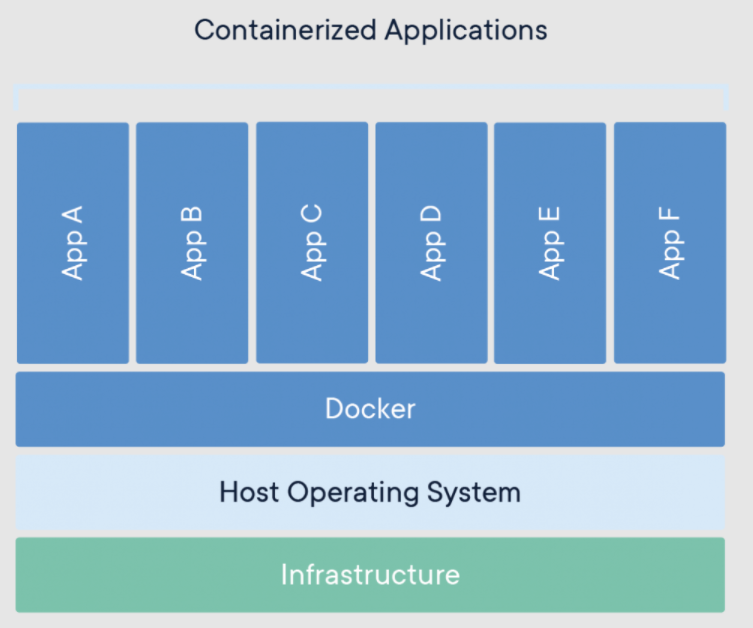 Containerized Applications
App A
App B
App C
App D
App E
App F
Docker
Host Operating System
Infrastructure